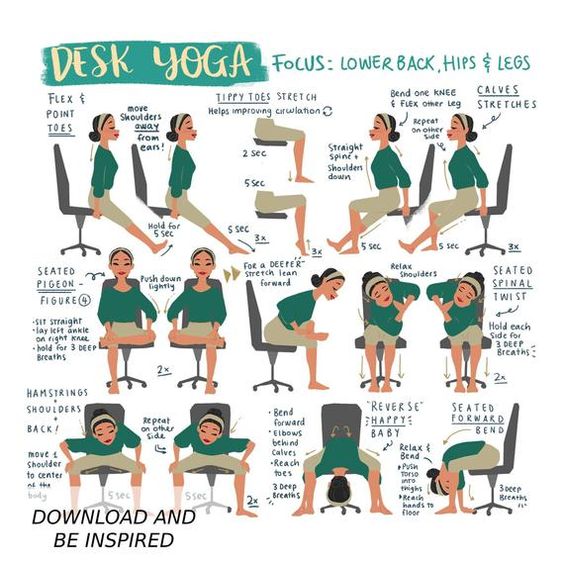 DESK YOGA
FOCUS: LOWER BACK, HIPS & LEGS
FLEX &
POINT
TOES
move
shoulders
away
from
ears!
Hold for
5 sec
5 sec
3x
TIPPY TOES STRETCH
Helps improving circulation
2 sec
5 sec
3x
Bend one KNEE
& FLEX other Leg
CALVES
STRETCHES
Repeat
on other
side
Straight
Spine +
Shoulders
down
5 sec
5 sec
3x
SEATED
PIGEON -
FIGURE 4
• Sit straight
• lay left ankle
on right knee
• hold for 3 DEEP
Breaths
Push down
lightly
2x
For a DEEPER
stretch lean
forward
Relax
Shoulders
SEATED
SPINAL
TWIST
Hold each
Side for
3 DEEP
Breaths
2x
HAMSTRINGS
+
SHOULDERS
+
BACK!
move 1
shoulder
to center
of the
body
5 sec
Repeat
on other
side
5 sec
2x
• Bend
forward
• Elbows
behind
Calves
• Reach
toes
3 Deep
Breaths
"REVERSE"
HAPPY
BABY
SEATED
FORWARD
BEND
Relax &
Bend
• Push
torso
into
thighs
• Reach
hands to
floor
3 Deep
Breaths
DOWNLOAD AND
BE INSPIRED